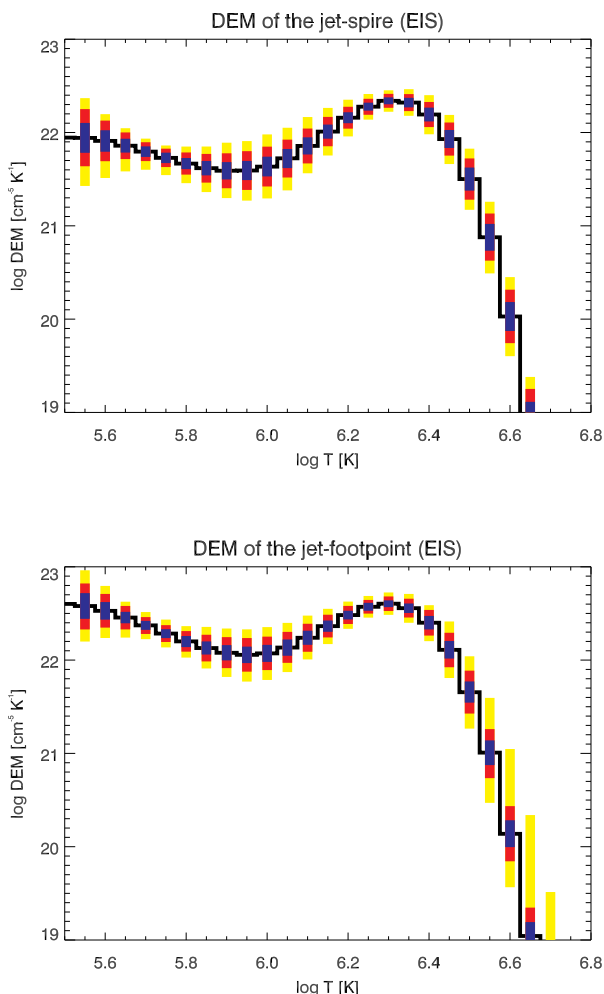 DEM of the jet-spire (EIS)
23
22
21
20
19
log DEM [cm⁻⁵ K⁻¹]
5.6 5.8 6.0 6.2 6.4 6.6 6.8
log T [K]
DEM of the jet-footpoint (EIS)
23
22
21
20
19
log DEM [cm⁻⁵ K⁻¹]
5.6 5.8 6.0 6.2 6.4 6.6 6.8
log T [K]